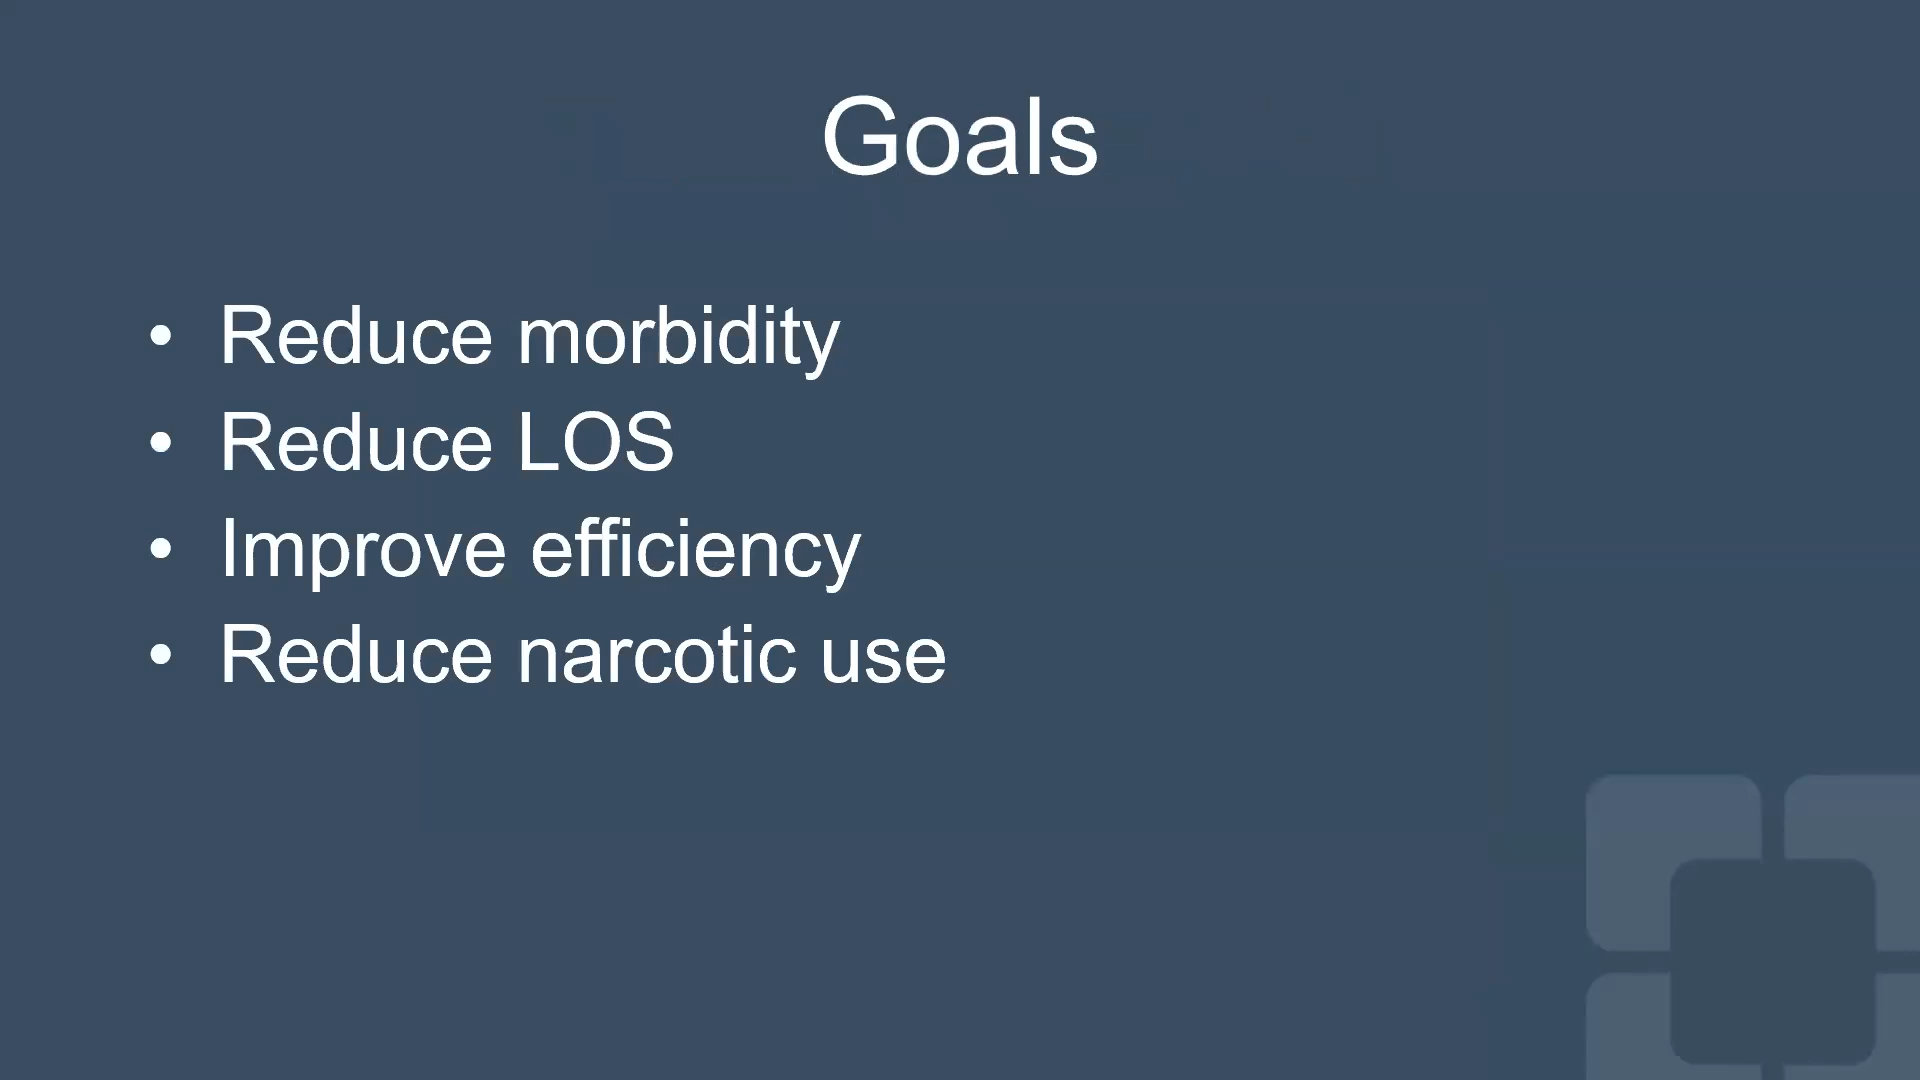 Goals
• Reduce morbidity
• Reduce LOS
• Improve efficiency
• Reduce narcotic use